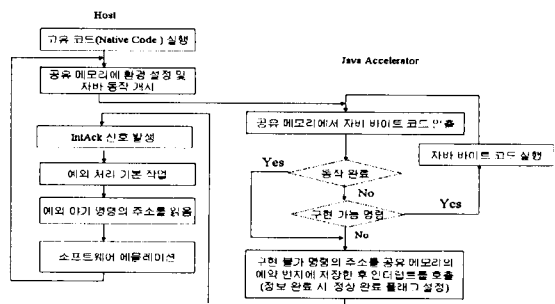 Host
고유 코드(Native Code) 실행
공유 메모리에 환경 설정 및
자바 동작 개시
IntAck 신호 발생
예외 처리 기본 작업
예외 야기 명령의 주소를 읽음
소프트웨어 에뮬레이션
Java Accelerator
공유 메모리에서 자바 바이트 코드 인출
Yes
동작 완료
자바 바이트 코드 실행
No
구현 가능 명령
Yes
No
구현 불가 명령의 주소를 공유 메모리의
예약 번지에 저장한 후 인터럽트를 호출
(정보 완료 시 정상 완료 플래그 설정)